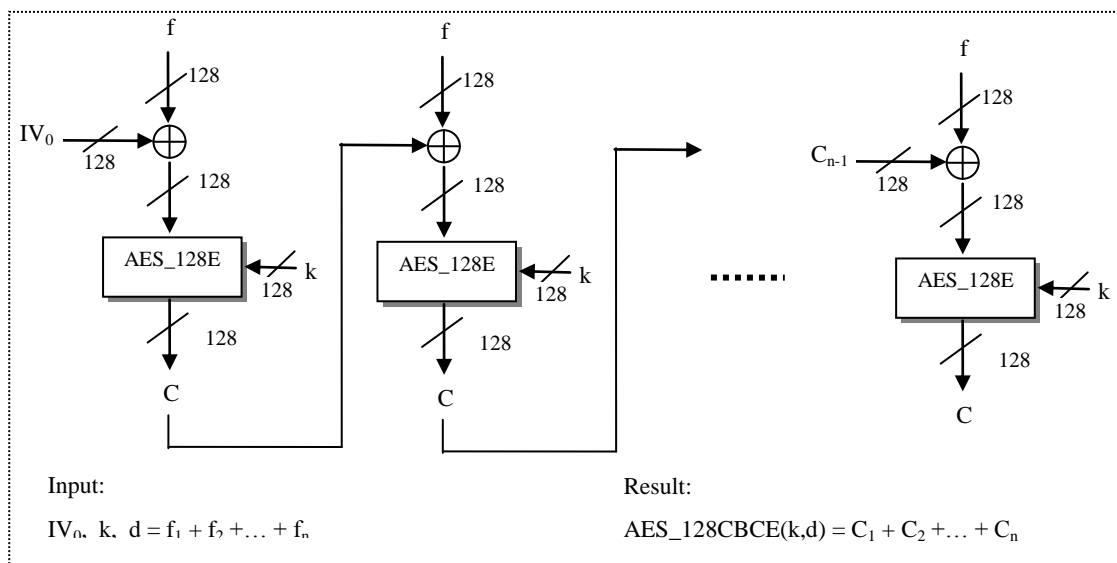 f
128
IV₀
128
128
AES_128E
k
128
128
C
f
128
128
AES_128E
k
128
128
C
f
128
Cₙ₋₁
128
128
AES_128E
k
128
128
C
Input:
IV₀, k, d = f₁ + f₂ +… + fₙ
Result:
AES_128CBCE(k,d) = C₁ + C₂ +… + Cₙ